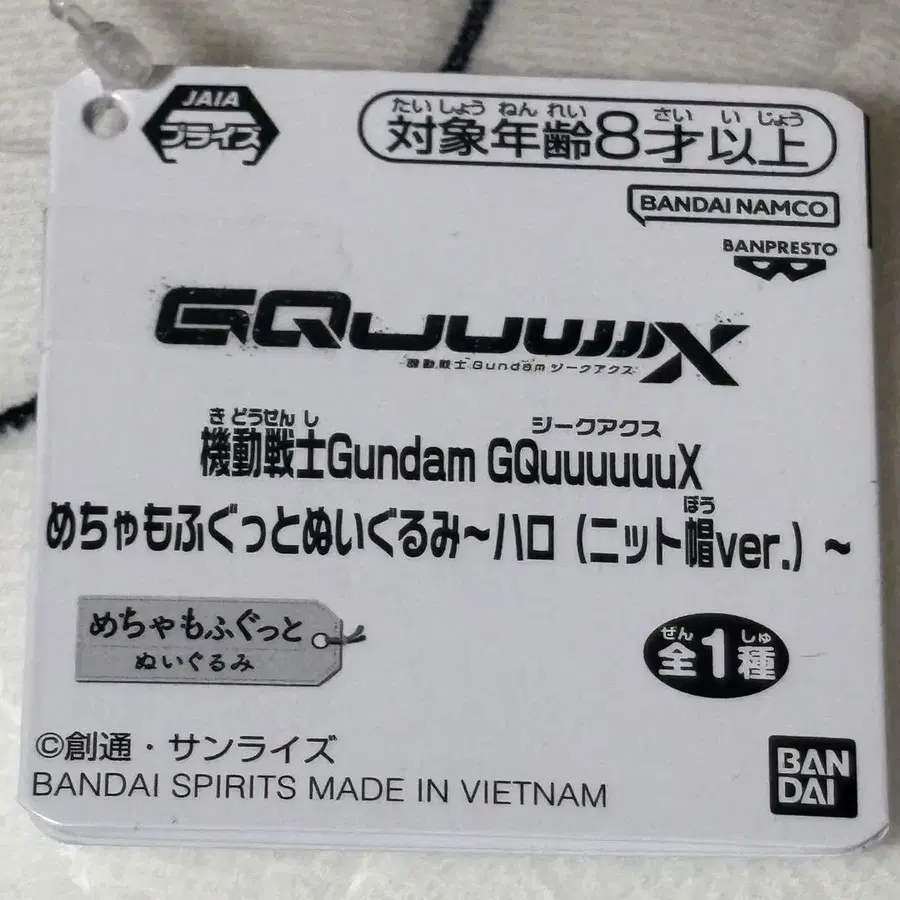 JAIA
プライズ
たいしょうねんれい さいいじょう
対象年齢8才以上
BANDAI NAMCO
BANPRESTO
GQuuuuuuX
機動戦士Gundam ジークアクス
きどうせんし ジークアクス
機動戦士Gundam GQuuuuuuX
ぼう
めちゃもふぐっとぬいぐるみ~ハロ(ニット帽ver.)~
めちゃもふぐっと
ぬいぐるみ
ぜん しゅ
全1種
©創通・サンライズ
BANDAI SPIRITS MADE IN VIETNAM
BAN
DAI